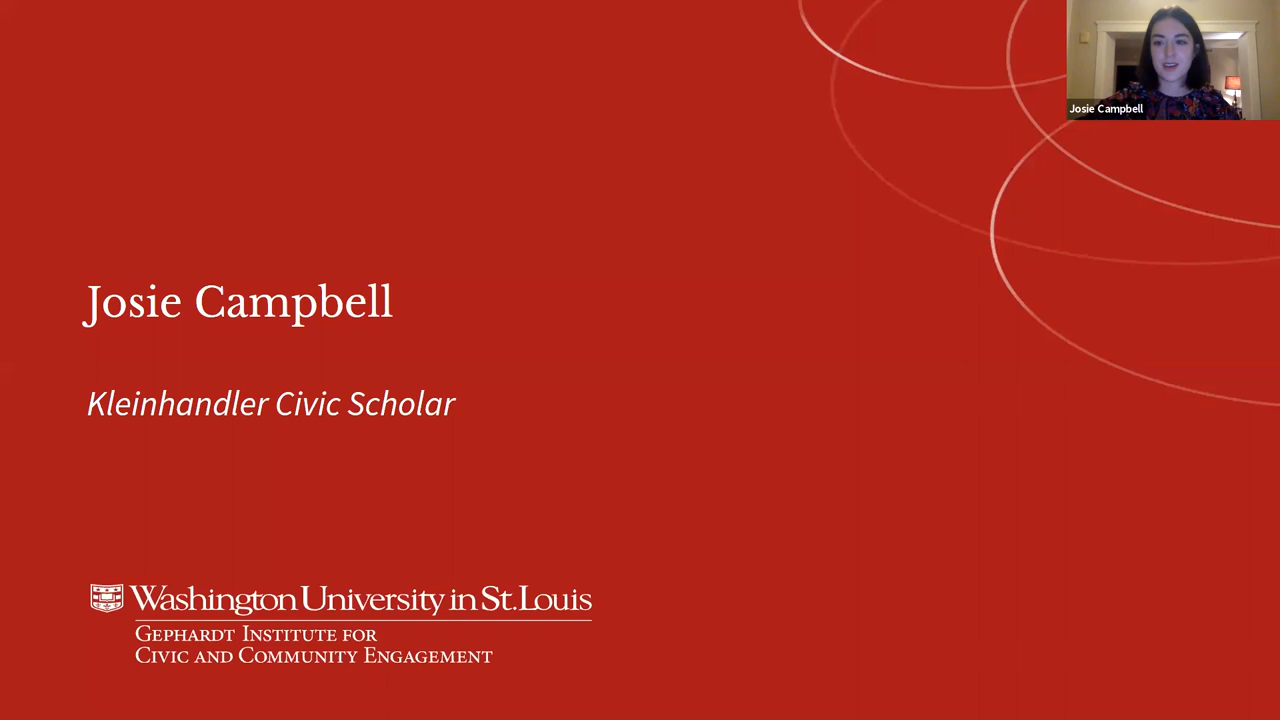 Josie Campbell
Josie Campbell
Kleinhandler Civic Scholar
Washington University in St. Louis
Gephardt Institute for
Civic and Community Engagement